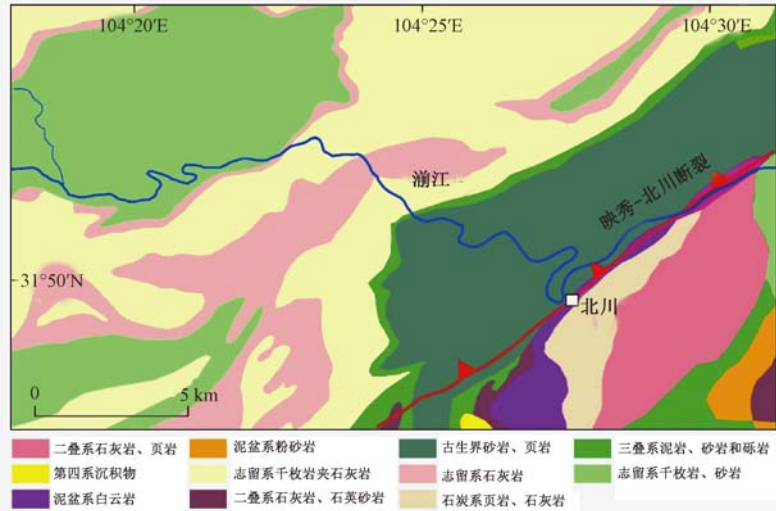 104°20′E
104°25′E
104°30′E
湔江
映秀-北川断裂
31°50′N
北川
0
5 km
二叠系石灰岩、页岩
泥盆系粉砂岩
古生界砂岩、页岩
三叠系泥岩、砂岩和砾岩
第四系沉积物
志留系千枚岩夹石灰岩
志留系石灰岩
志留系千枚岩、砂岩
泥盆系白云岩
二叠系石灰岩、石英砂岩
石炭系页岩、石灰岩